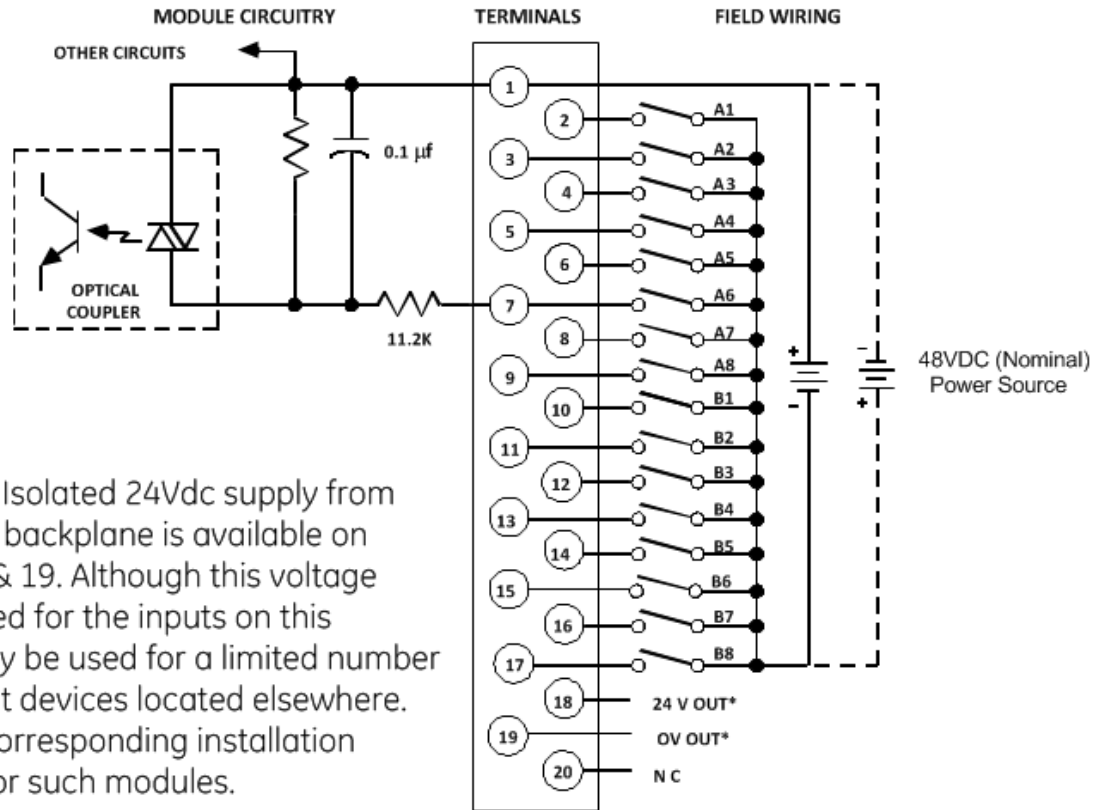 MODULE CIRCUITRY
TERMINALS
FIELD WIRING
OTHER CIRCUITS
0.1 µf
OPTICAL
COUPLER
11.2K
1
2
A1
3
A2
4
A3
5
A4
6
A5
7
A6
8
A7
9
A8
10
B1
11
B2
12
B3
13
B4
14
B5
15
B6
16
B7
17
B8
18
24 V OUT*
19
OV OUT*
20
N C
+
-
-
+
48VDC (Nominal)
Power Source
Isolated 24Vdc supply from
backplane is available on
& 19. Although this voltage
ed for the inputs on this
y be used for a limited number
t devices located elsewhere.
orresponding installation
or such modules.